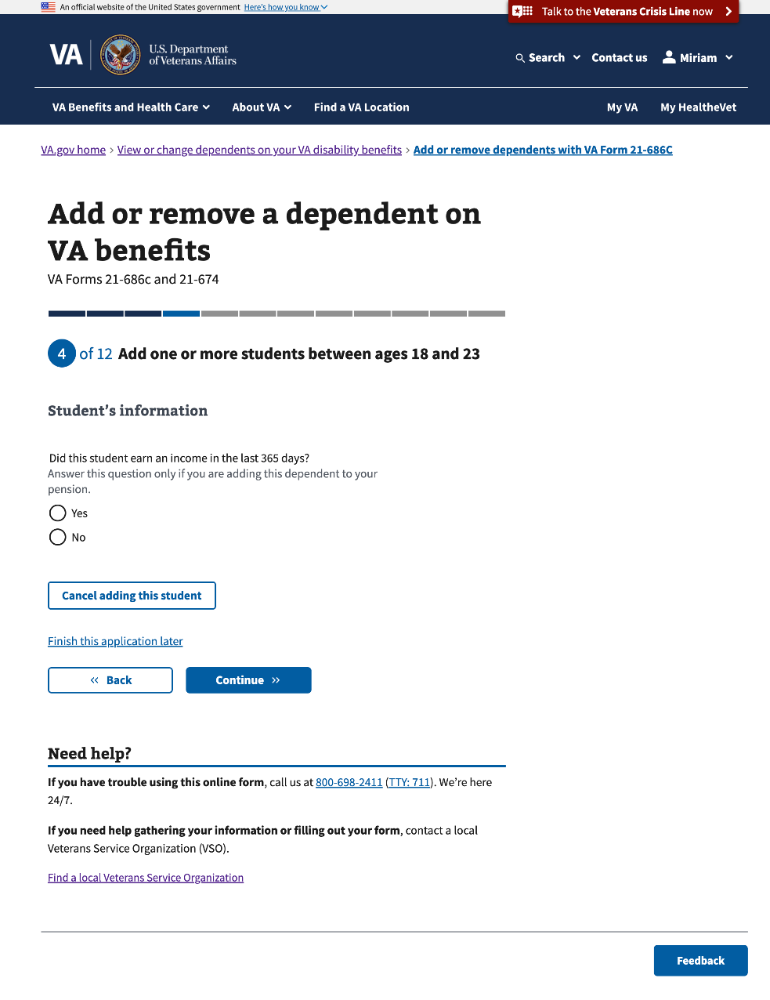 An official website of the United States government Here's how you know
Talk to the Veterans Crisis Line now
VA
U.S. Department
of Veterans Affairs
Search
Contact us
Miriam
VA Benefits and Health Care
About VA
Find a VA Location
My VA
My HealtheVet
VA.gov home › View or change dependents on your VA disability benefits › Add or remove dependents with VA Form 21-686C
Add or remove a dependent on
VA benefits
VA Forms 21-686c and 21-674
4 of 12 Add one or more students between ages 18 and 23
Student’s information
Did this student earn an income in the last 365 days?
Answer this question only if you are adding this dependent to your
pension.
Yes
No
Cancel adding this student
Finish this application later
« Back
Continue »
Need help?
If you have trouble using this online form, call us at 800-698-2411 (TTY: 711). We’re here
24/7.
If you need help gathering your information or filling out your form, contact a local
Veterans Service Organization (VSO).
Find a local Veterans Service Organization
Feedback